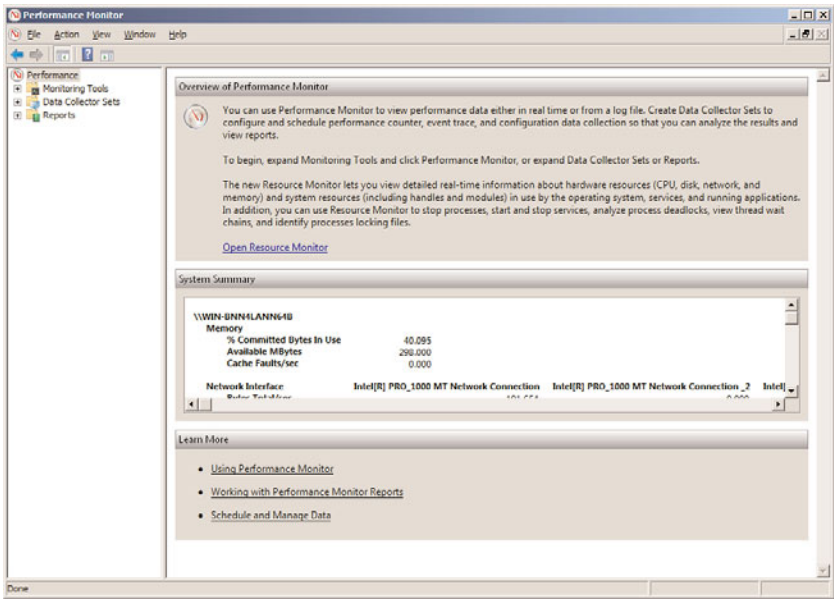 Performance Monitor
File Action View Window Help
Performance
Monitoring Tools
Data Collector Sets
Reports
Overview of Performance Monitor
You can use Performance Monitor to view performance data either in real time or from a log file. Create Data Collector Sets to
configure and schedule performance counter, event trace, and configuration data collection so that you can analyze the results and
view reports.
To begin, expand Monitoring Tools and click Performance Monitor, or expand Data Collector Sets or Reports.
The new Resource Monitor lets you view detailed real-time information about hardware resources (CPU, disk, network, and
memory) and system resources (including handles and modules) in use by the operating system, services, and running applications.
In addition, you can use Resource Monitor to stop processes, start and stop services, analyze process deadlocks, view thread wait
chains, and identify processes locking files.
Open Resource Monitor
System Summary
\\WIN-BNN4LANN64B
Memory
% Committed Bytes In Use 40.095
Available MBytes 298.000
Cache Faults/sec 0.000
Network Interface Intel[R] PRO_1000 MT Network Connection Intel[R] PRO_1000 MT Network Connection _2 Intel[
Learn More
Using Performance Monitor
Working with Performance Monitor Reports
Schedule and Manage Data
Done